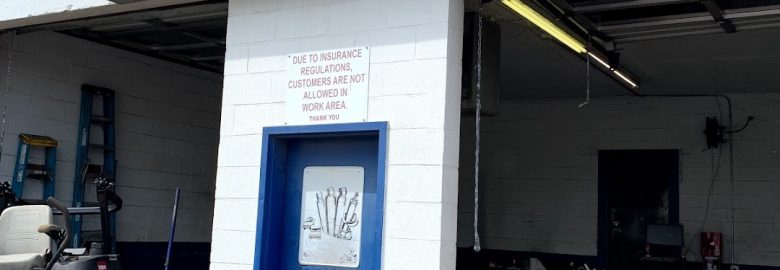 DUE TO INSURANCE
REGULATIONS,
CUSTOMERS ARE NOT
ALLOWED IN
WORK AREA.
THANK YOU